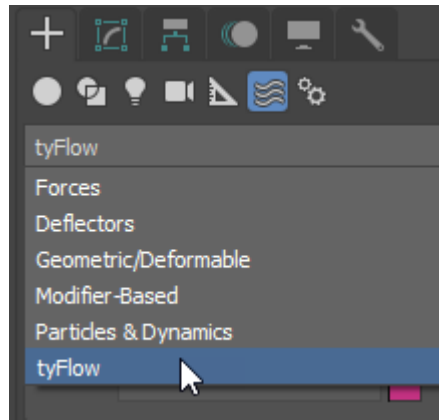 tyFlow
Forces
Deflectors
Geometric/Deformable
Modifier-Based
Particles & Dynamics
tyFlow